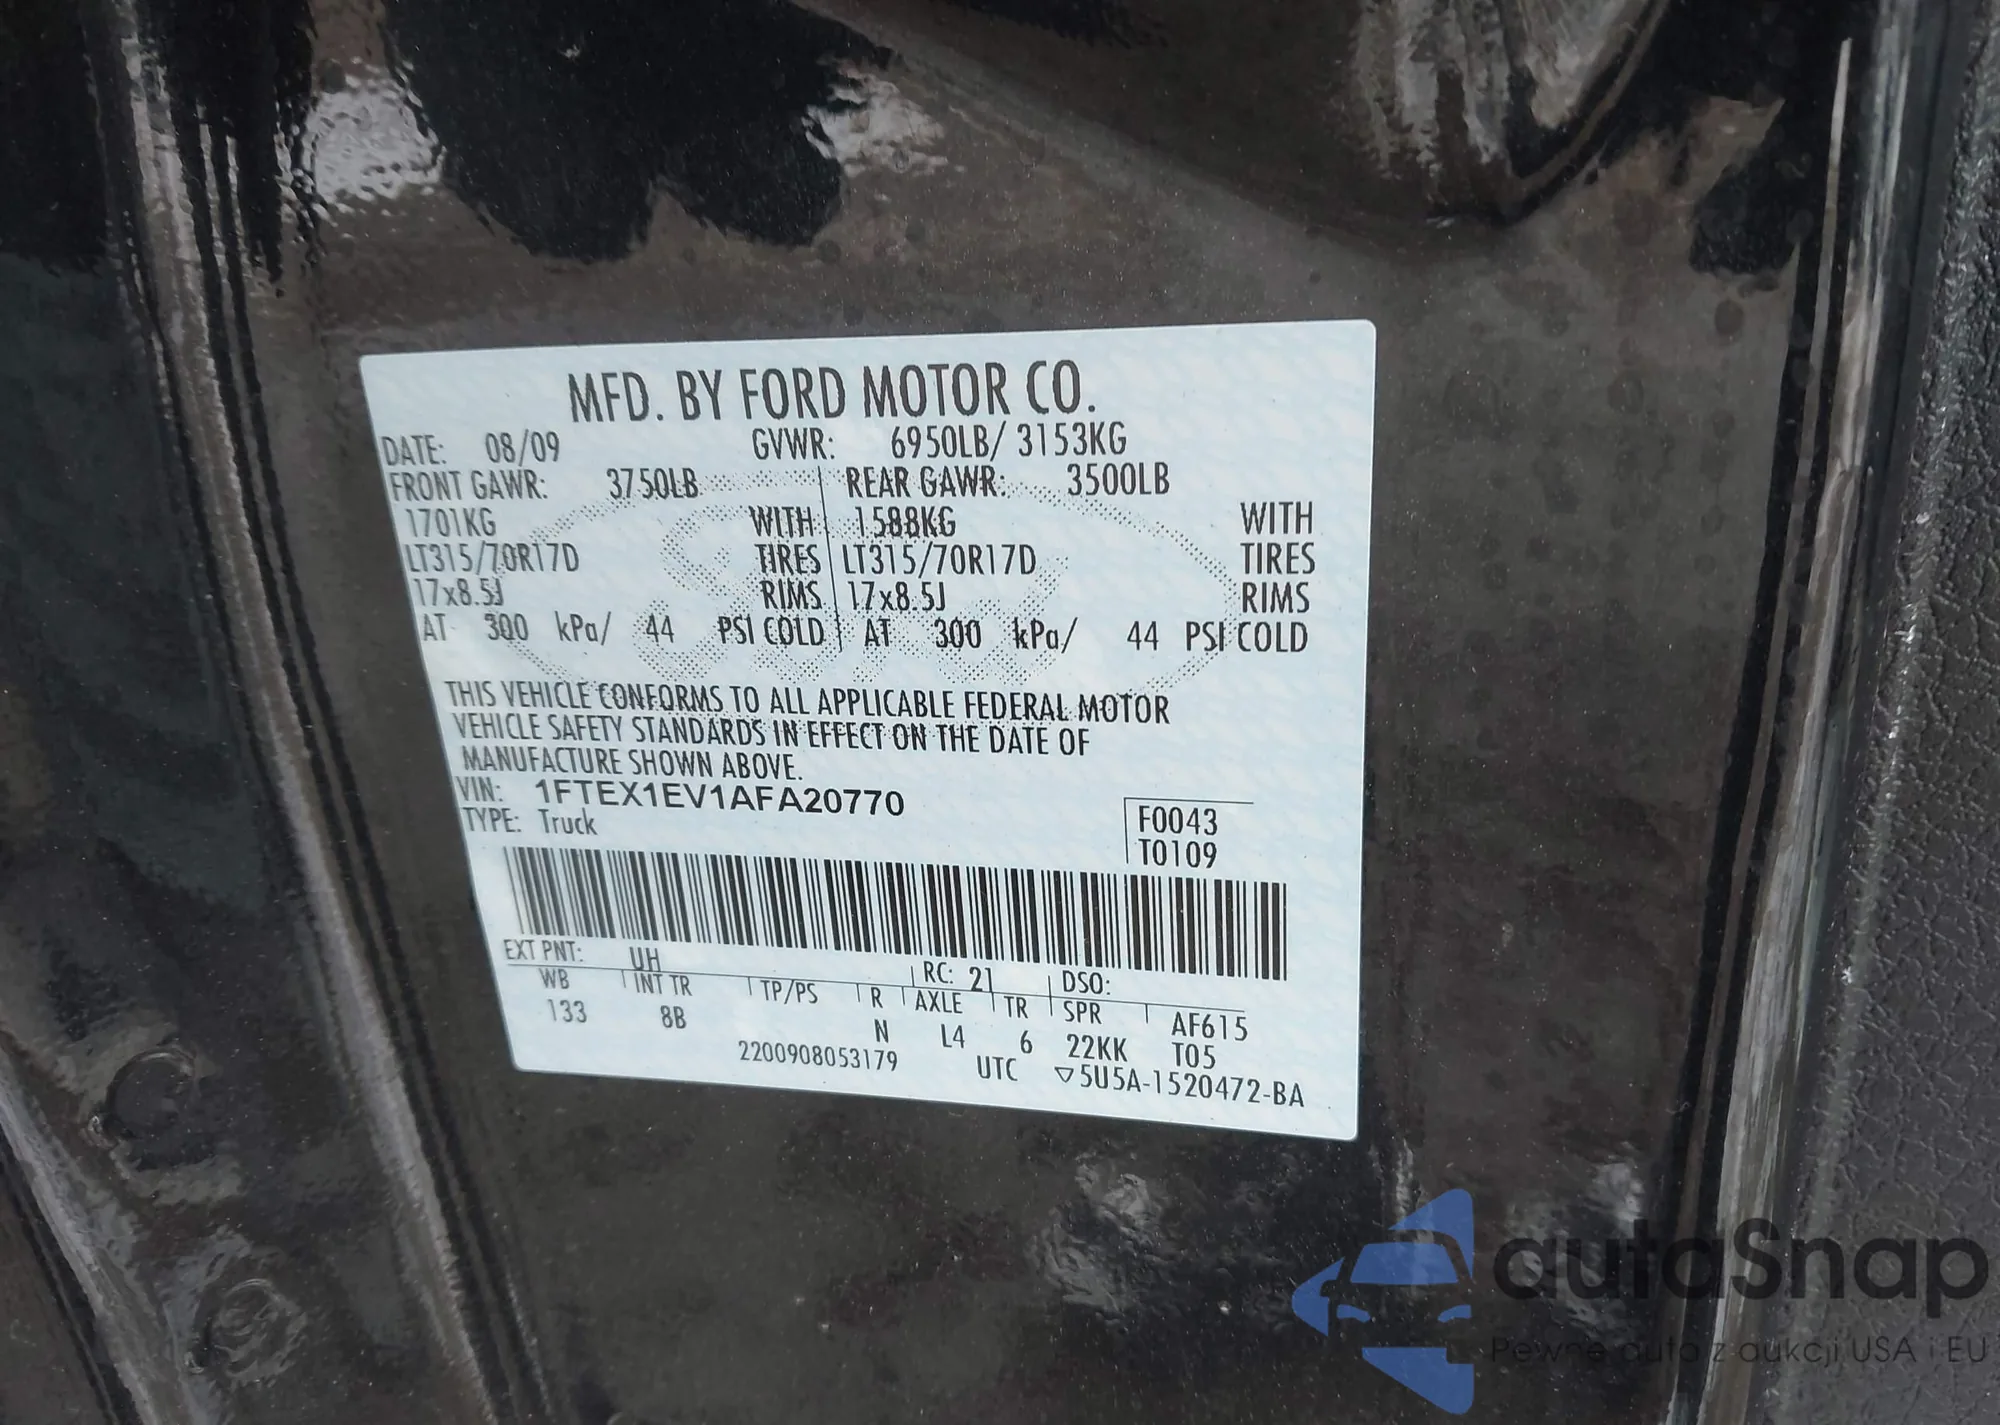 MFD. BY FORD MOTOR CO.
DATE: 08/09 GVWR: 6950LB/ 3153KG
FRONT GAWR: 3750LB REAR GAWR: 3500LB
1701KG WITH 1588KG WITH
LT315/70R17D TIRES LT315/70R17D TIRES
17x8.5J RIMS 17x8.5J RIMS
AT 300 kPa/ 44 PSI COLD AT 300 kPa/ 44 PSI COLD
THIS VEHICLE CONFORMS TO ALL APPLICABLE FEDERAL MOTOR
VEHICLE SAFETY STANDARDS IN EFFECT ON THE DATE OF
MANUFACTURE SHOWN ABOVE.
VIN: 1FTEX1EV1AFA20770
TYPE: Truck
F0043
T0109
EXT PNT: UH RC: 21 DSO:
WB INT TR TP/PS R AXLE TR SPR AF615
133 8B N L4 6 22KK T05
2200908053179 UTC ▽5U5A-1520472-BA
autoSnap
Pewne auta z aukcji USA i EU